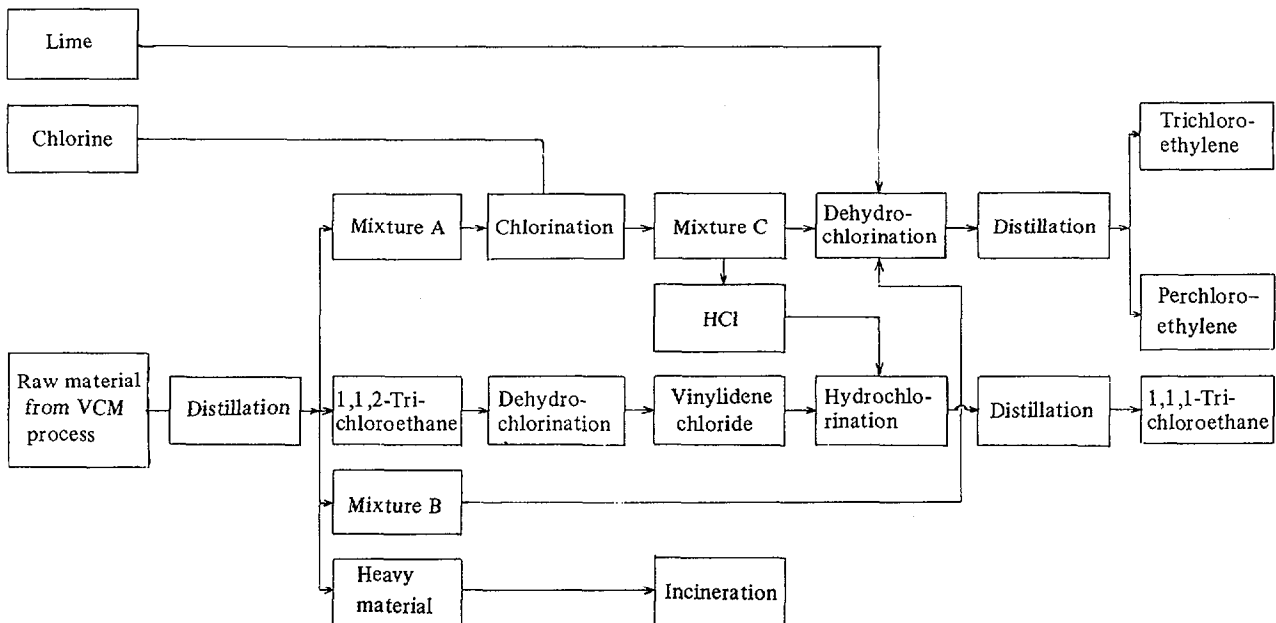 Lime
Chlorine
Trichloro-
ethylene
Mixture A
Chlorination
Mixture C
Dehydro-
chlorination
Distillation
HCl
Perchloro-
ethylene
Raw material
from VCM
process
Distillation
1,1,2-Tri-
chloroethane
Dehydro-
chlorination
Vinylidene
chloride
Hydrochlo-
rination
Distillation
1,1,1-Tri-
chloroethane
Mixture B
Heavy
material
Incineration